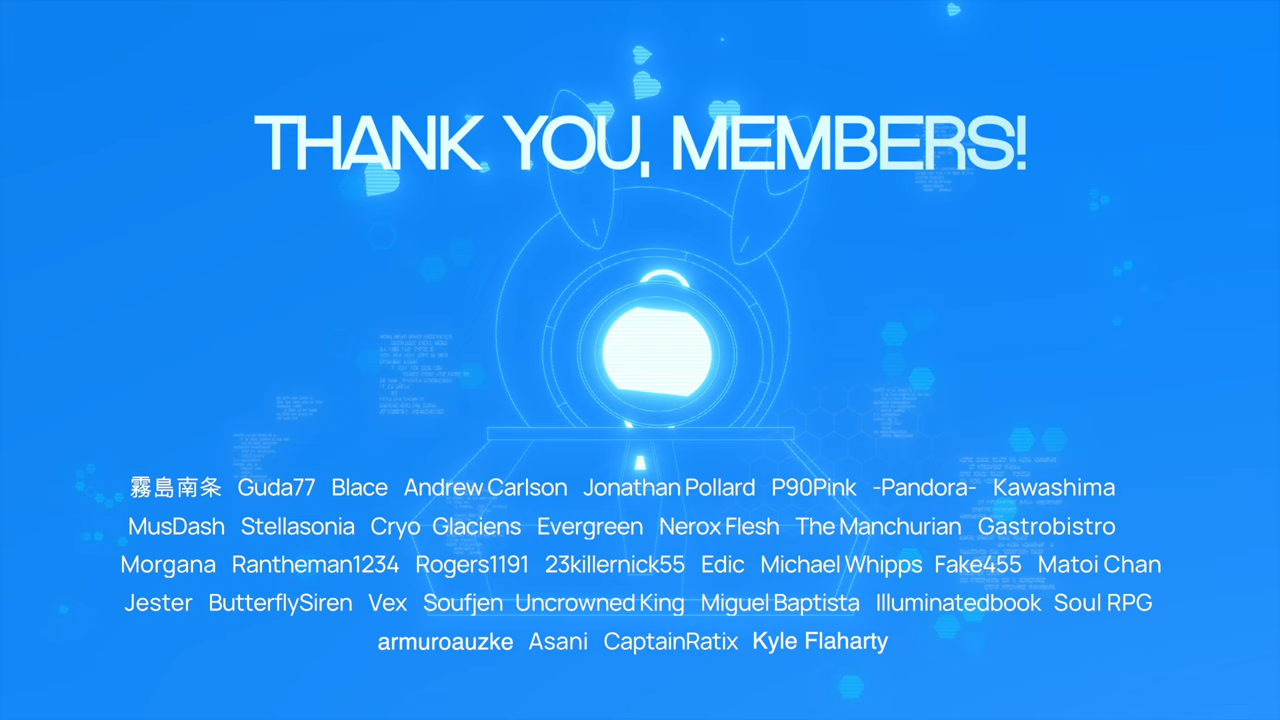 THANK YOU, MEMBERS!
霧島南条 Guda77 Blace Andrew Carlson Jonathan Pollard P90Pink -Pandora- Kawashima
MusDash Stellasonia Cryo Glaciens Evergreen Nerox Flesh The Manchurian Gastrobistro
Morgana Rantheman1234 Rogers1191 23killernick55 Edic Michael Whipps Fake455 Matoi Chan
Jester ButterflySiren Vex Soufjen Uncrowned King Miguel Baptista Illuminatedbook Soul RPG
armuroauzke Asani CaptainRatix Kyle Flaharty